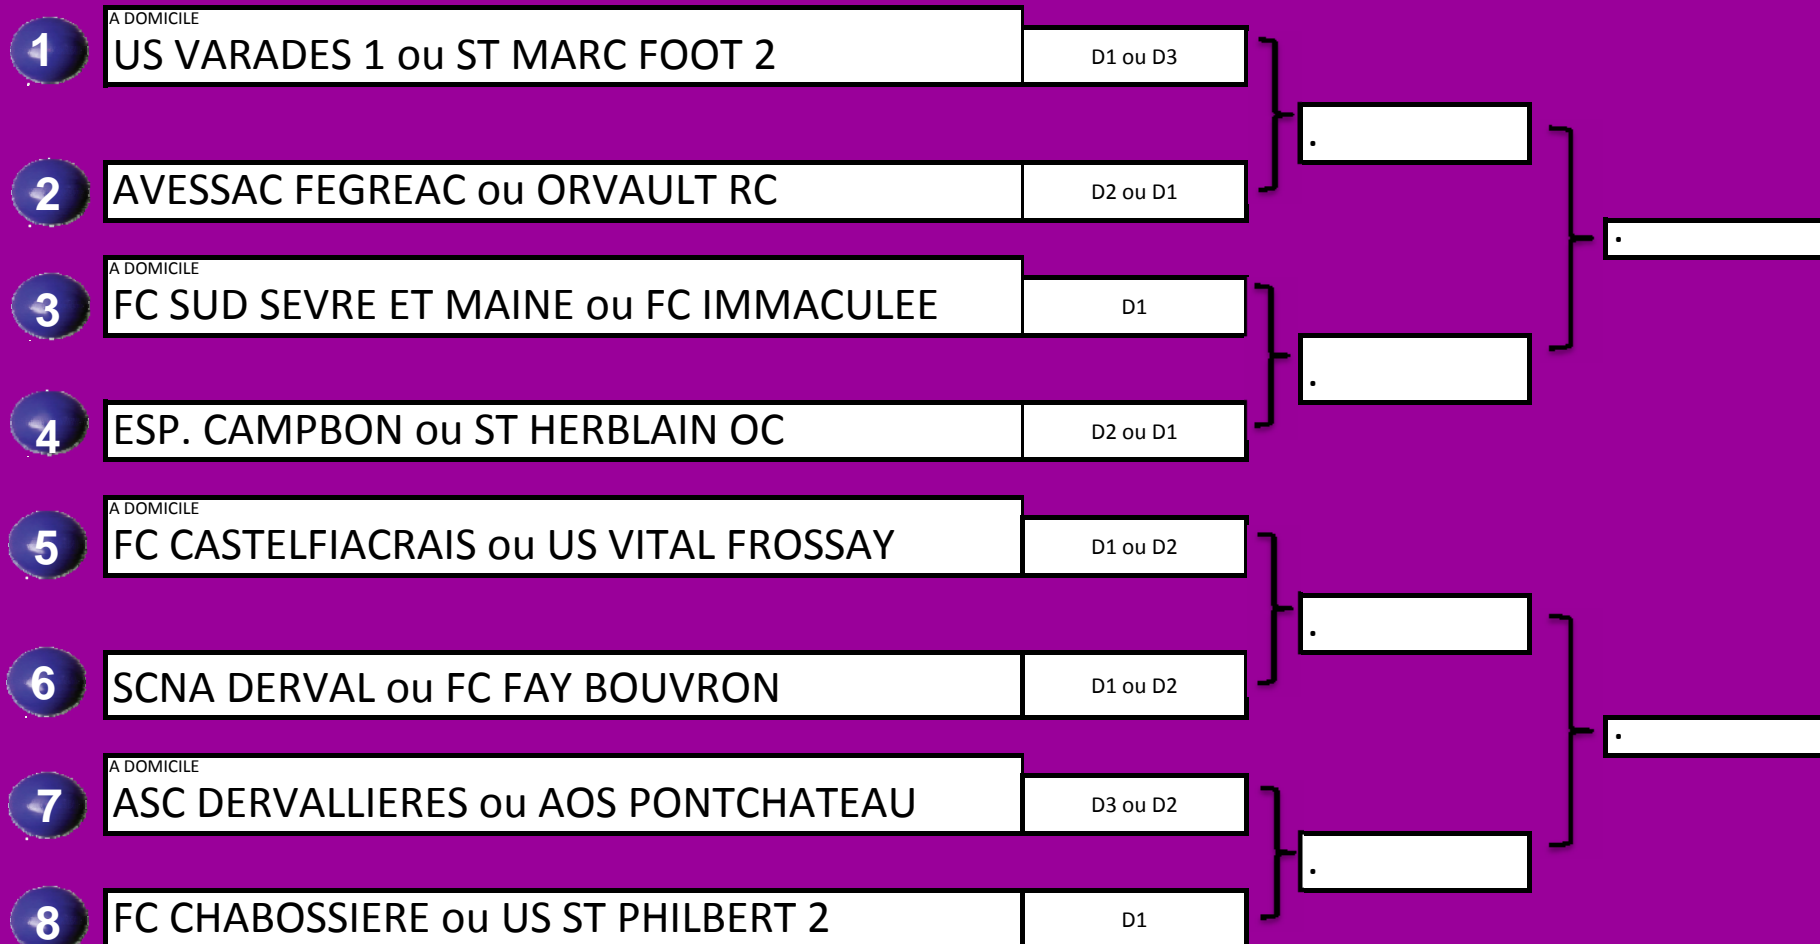 A DOMICILE
1 US VARADES 1 ou ST MARC FOOT 2 D1 ou D3
.
2 AVESSAC FEGREAC ou ORVAULT RC D2 ou D1
.
A DOMICILE
3 FC SUD SEVRE ET MAINE ou FC IMMACULEE D1
.
4 ESP. CAMPBON ou ST HERBLAIN OC D2 ou D1
A DOMICILE
5 FC CASTELFIACRAIS ou US VITAL FROSSAY D1 ou D2
.
6 SCNA DERVAL ou FC FAY BOUVRON D1 ou D2
.
A DOMICILE
7 ASC DERVALLIERES ou AOS PONTCHATEAU D3 ou D2
.
8 FC CHABOSSIERE ou US ST PHILBERT 2 D1